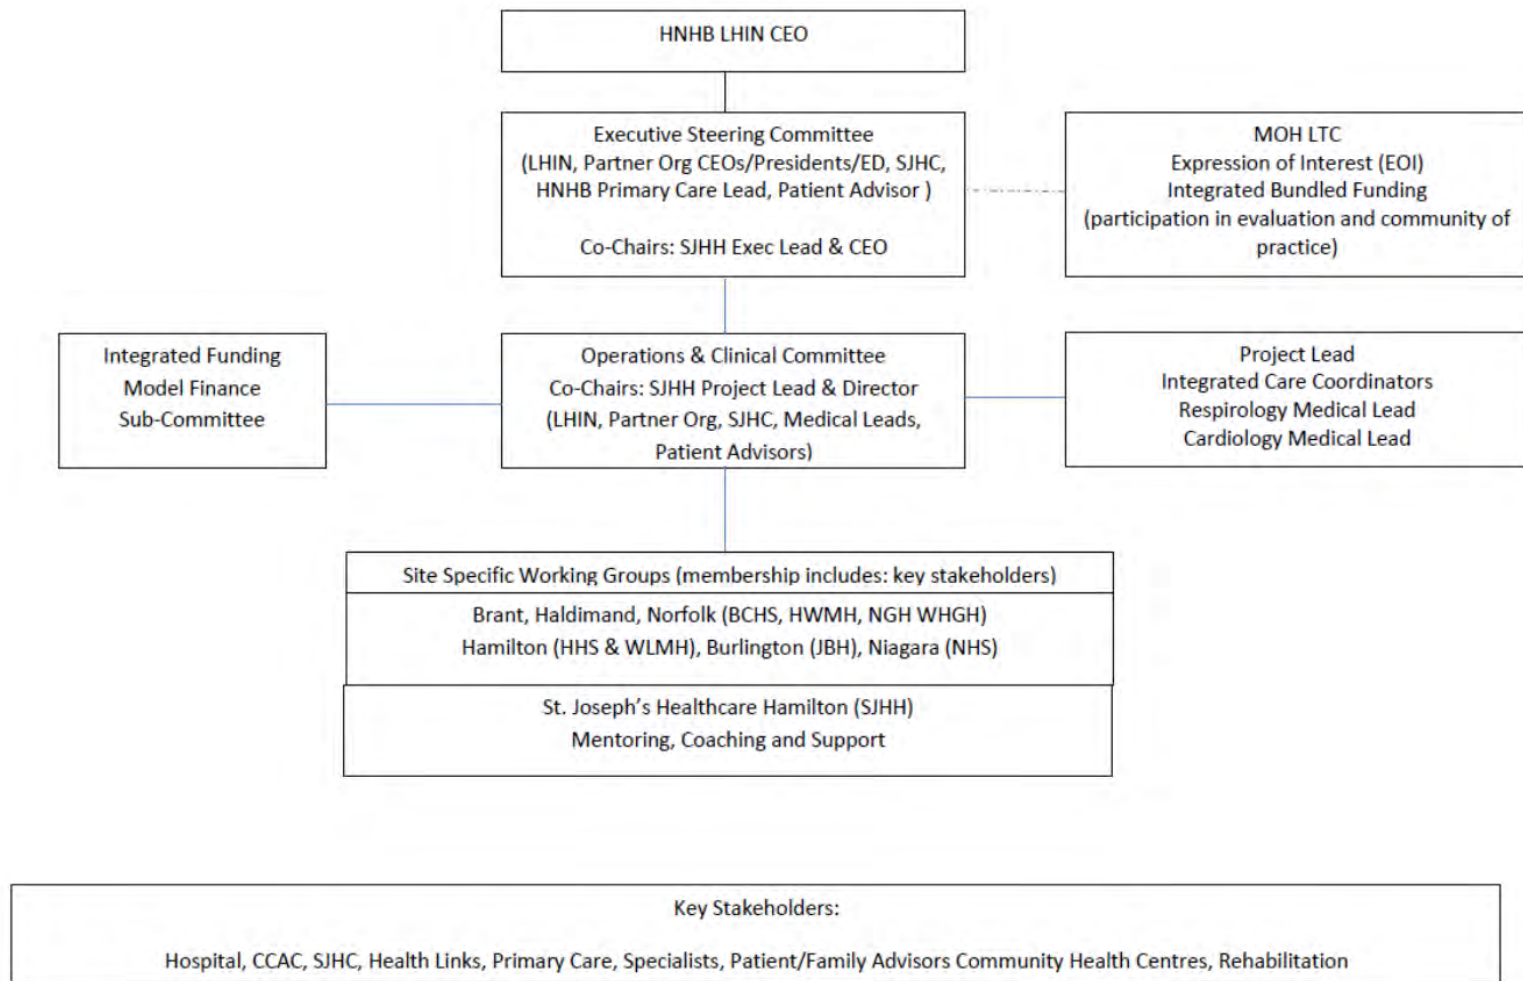 HNHB LHIN CEO
Executive Steering Committee
(LHIN, Partner Org CEOs/Presidents/ED, SJHC,
HNHB Primary Care Lead, Patient Advisor )
Co-Chairs: SJHH Exec Lead & CEO
MOH LTC
Expression of Interest (EOI)
Integrated Bundled Funding
(participation in evaluation and community of
practice)
Integrated Funding
Model Finance
Sub-Committee
Operations & Clinical Committee
Co-Chairs: SJHH Project Lead & Director
(LHIN, Partner Org, SJHC, Medical Leads,
Patient Advisors)
Project Lead
Integrated Care Coordinators
Respirology Medical Lead
Cardiology Medical Lead
Site Specific Working Groups (membership includes: key stakeholders)
Brant, Haldimand, Norfolk (BCHS, HWMH, NGH WHGH)
Hamilton (HHS & WLMH), Burlington (JBH), Niagara (NHS)
St. Joseph’s Healthcare Hamilton (SJHH)
Mentoring, Coaching and Support
Key Stakeholders:
Hospital, CCAC, SJHC, Health Links, Primary Care, Specialists, Patient/Family Advisors Community Health Centres, Rehabilitation